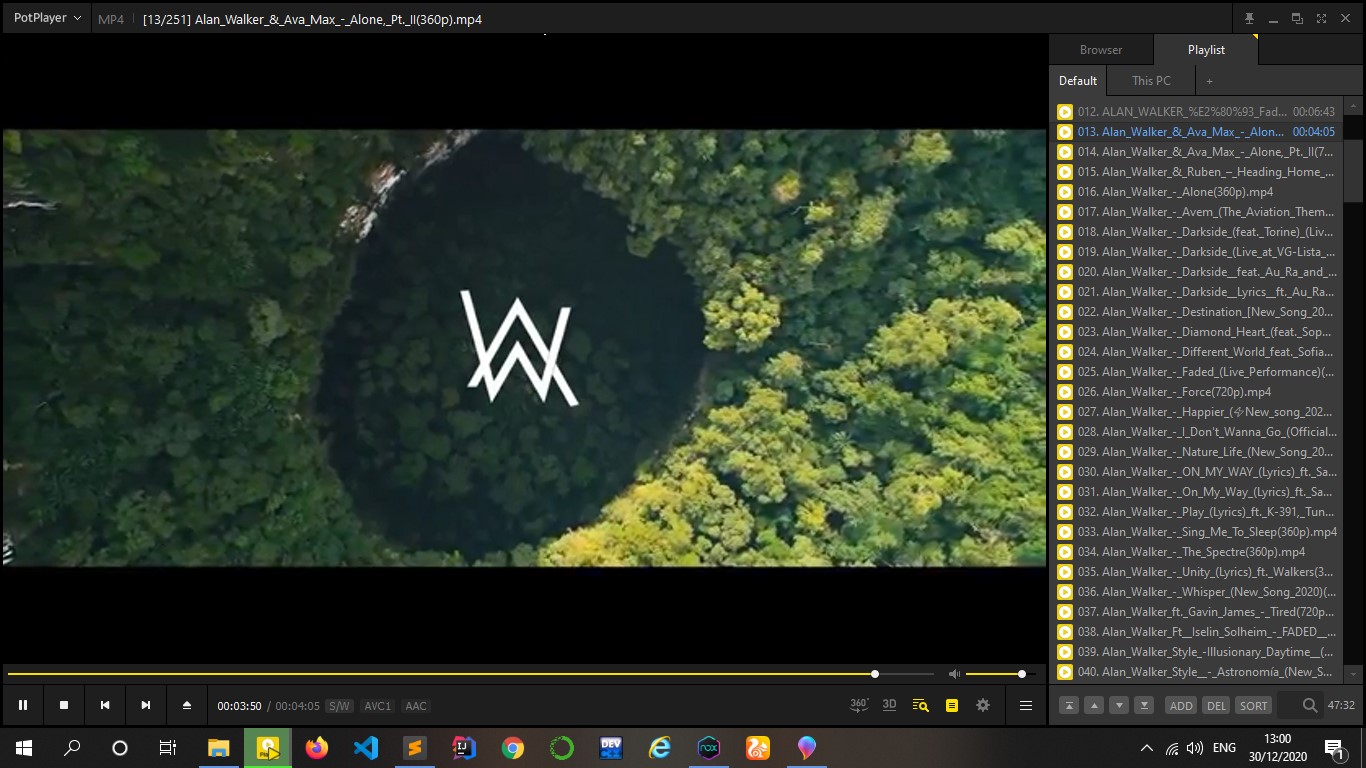 PotPlayer MP4 [13/251] Alan_Walker_&_Ava_Max_-_Alone,_Pt._II(360p).mp4
Browser Playlist
Default This PC +
012. ALAN_WALKER_%E2%80%93_Fad... 00:06:43
013. Alan_Walker_&_Ava_Max_-_Alon... 00:04:05
014. Alan_Walker_&_Ava_Max_-_Alone,_Pt._II(7...
015. Alan_Walker_&_Ruben_–_Heading_Home_...
016. Alan_Walker_-_Alone(360p).mp4
017. Alan_Walker_-_Avem_(The_Aviation_Them...
018. Alan_Walker_-_Darkside_(feat._Torine)_(Liv...
019. Alan_Walker_-_Darkside_(Live_at_VG-Lista_...
020. Alan_Walker_-_Darkside__feat._Au_Ra_and_...
021. Alan_Walker_-_Darkside__Lyrics__ft._Au_Ra...
022. Alan_Walker_-_Destination_[New_Song_20...
023. Alan_Walker_-_Diamond_Heart_(feat._Sop...
024. Alan_Walker_-_Different_World_feat._Sofia...
025. Alan_Walker_-_Faded_(Live_Performance)(...
026. Alan_Walker_-_Force(720p).mp4
027. Alan_Walker_-_Happier_(⚡New_song_202...
028. Alan_Walker_-_I_Don't_Wanna_Go_(Official...
029. Alan_Walker_-_Nature_Life_(New_Song_20...
030. Alan_Walker_-_ON_MY_WAY_(Lyrics)_ft._Sa...
031. Alan_Walker_-_On_My_Way_(Lyrics)_ft._Sa...
032. Alan_Walker_-_Play_(Lyrics)_ft._K-391,_Tun...
033. Alan_Walker_-_Sing_Me_To_Sleep(360p).mp4
034. Alan_Walker_-_The_Spectre(360p).mp4
035. Alan_Walker_-_Unity_(Lyrics)_ft._Walkers(3...
036. Alan_Walker_-_Whisper_(New_Song_2020)(...
037. Alan_Walker_ft._Gavin_James_-_Tired(720p...
038. Alan_Walker_Ft__Iselin_Solheim_-_FADED__...
039. Alan_Walker_Style_-Illusionary_Daytime__(...
040. Alan_Walker_Style__-_Astronomía_(New_S...
00:03:50 / 00:04:05 S/W AVC1 AAC 360° 3D
ADD DEL SORT 47:32
DEV C++ nox ENG 13:00
30/12/2020 1